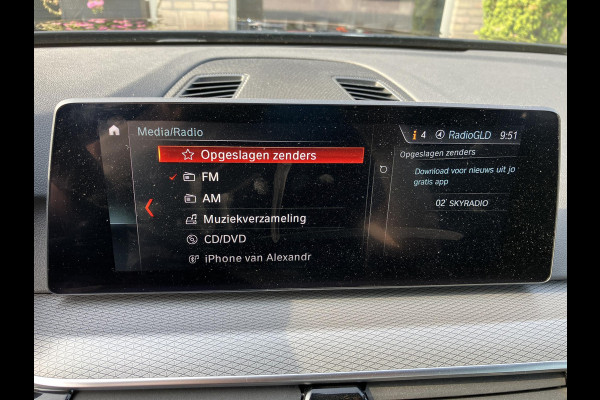 Media/Radio
4 4 RadioGLD 9:51
Opgeslagen zenders
FM
AM
Muziekverzameling
CD/DVD
iPhone van Alexandr
Opgeslagen zenders
Download voor nieuws uit jo
gratis app
02 SKYRADIO